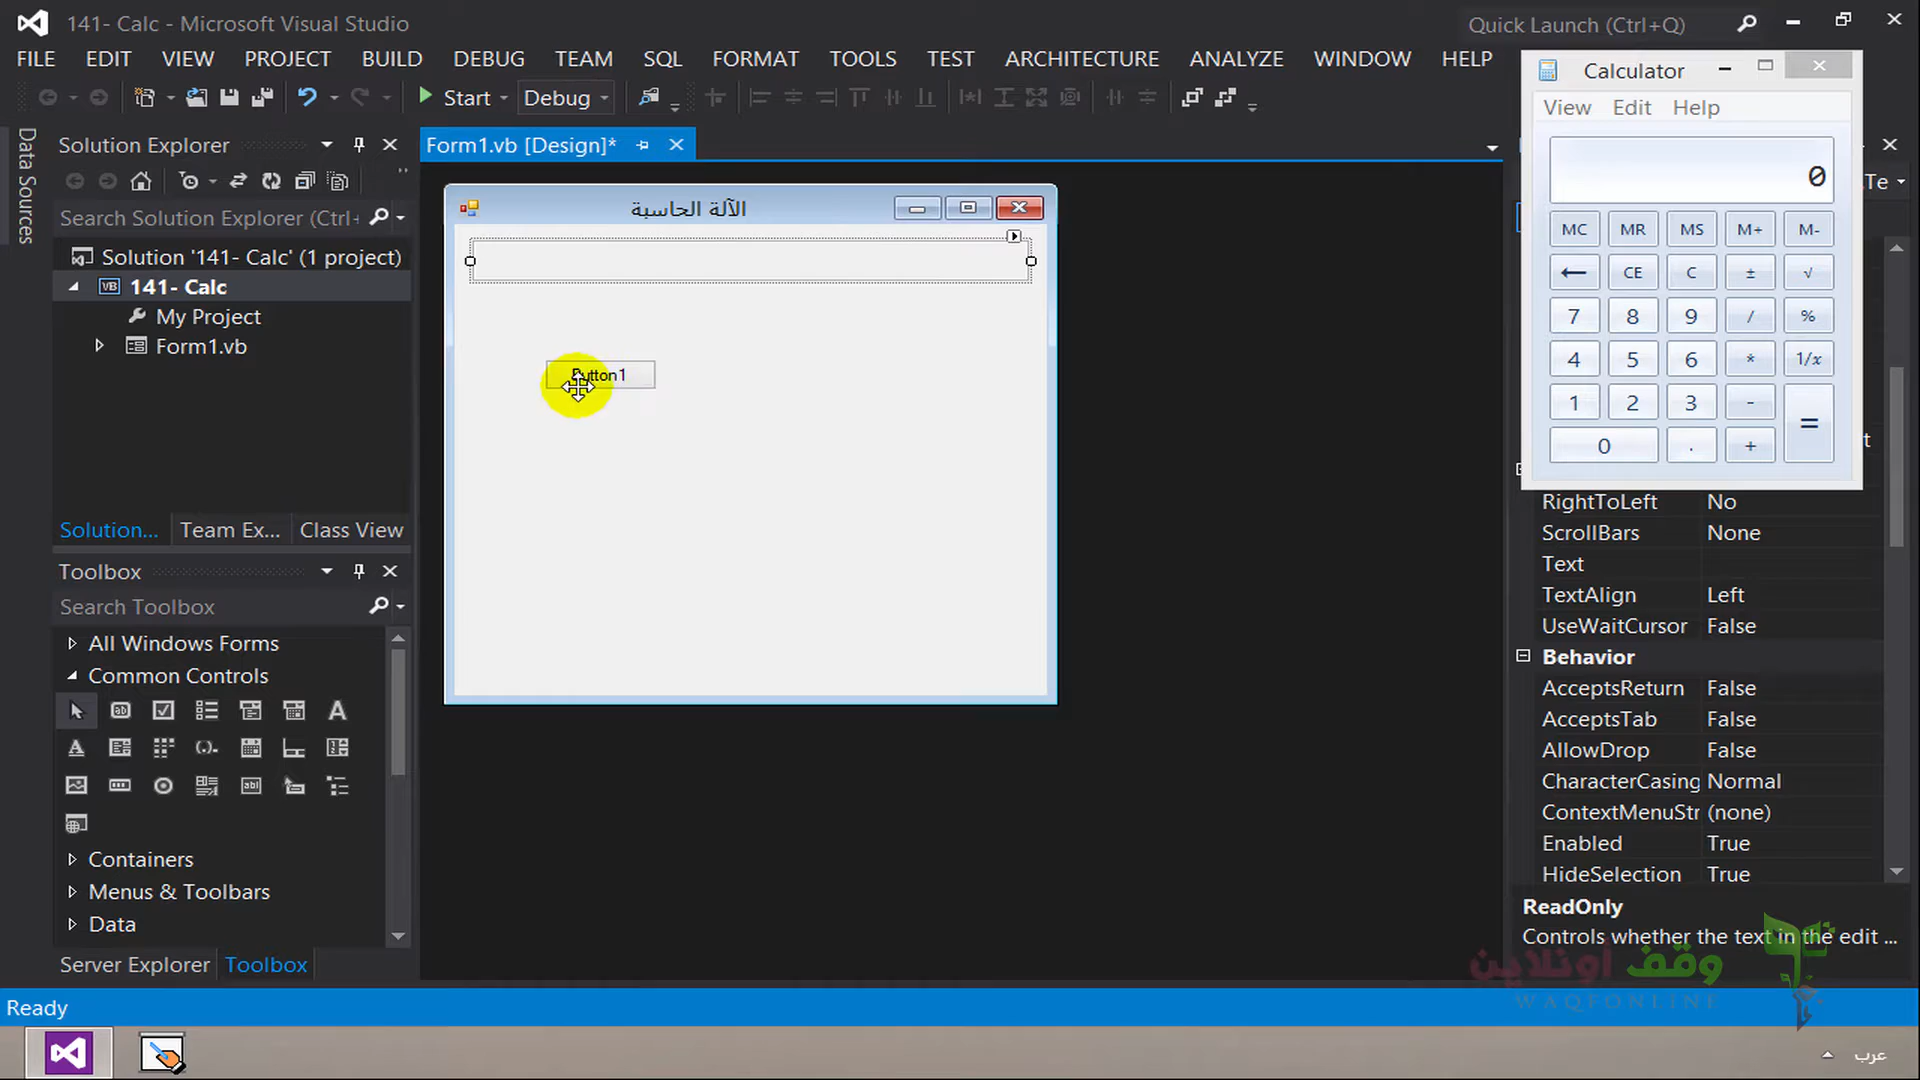 141- Calc - Microsoft Visual Studio
Quick Launch (Ctrl+Q)
FILE EDIT VIEW PROJECT BUILD DEBUG TEAM SQL FORMAT TOOLS TEST ARCHITECTURE ANALYZE WINDOW HELP
Start Debug
Data Sources
Solution Explorer
Search Solution Explorer (Ctrl+
Solution '141- Calc' (1 project)
VB 141- Calc
My Project
Form1.vb
Solution... Team Ex... Class View
Toolbox
Search Toolbox
All Windows Forms
Common Controls
Containers
Menus & Toolbars
Data
Server Explorer Toolbox
Form1.vb [Design]*
الآلة الحاسبة
Button1
Calculator
View Edit Help
0
MC MR MS M+ M-
← CE C ± √
7 8 9 / %
4 5 6 * 1/x
1 2 3 - =
0 . +
RightToLeft No
ScrollBars None
Text
TextAlign Left
UseWaitCursor False
Behavior
AcceptsReturn False
AcceptsTab False
AllowDrop False
CharacterCasing Normal
ContextMenuStr (none)
Enabled True
HideSelection True
ReadOnly
Controls whether the text in the edit ...
وقف أونلاين
WAQFONLINE
Ready
عرب